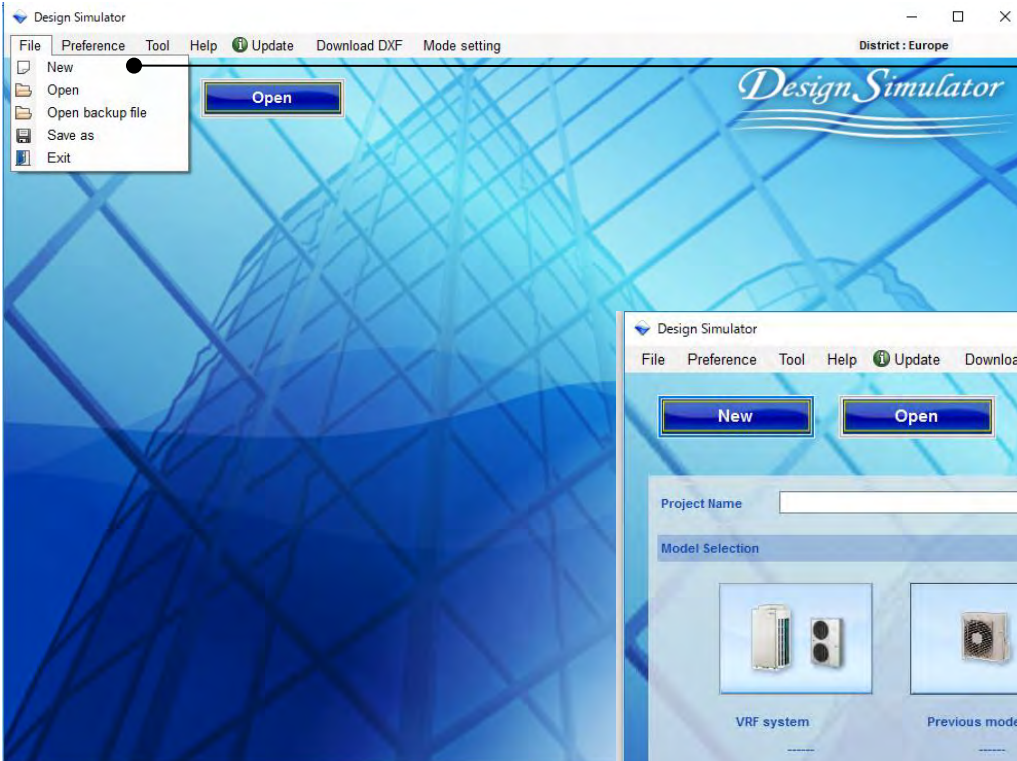 Design Simulator
File Preference Tool Help Update Download DXF Mode setting District : Europe
New
Open
Open backup file
Save as
Exit
Open
Design Simulator
Design Simulator
File Preference Tool Help Update
New Open
Project Name
Model Selection
VRF system Previous
------ ------